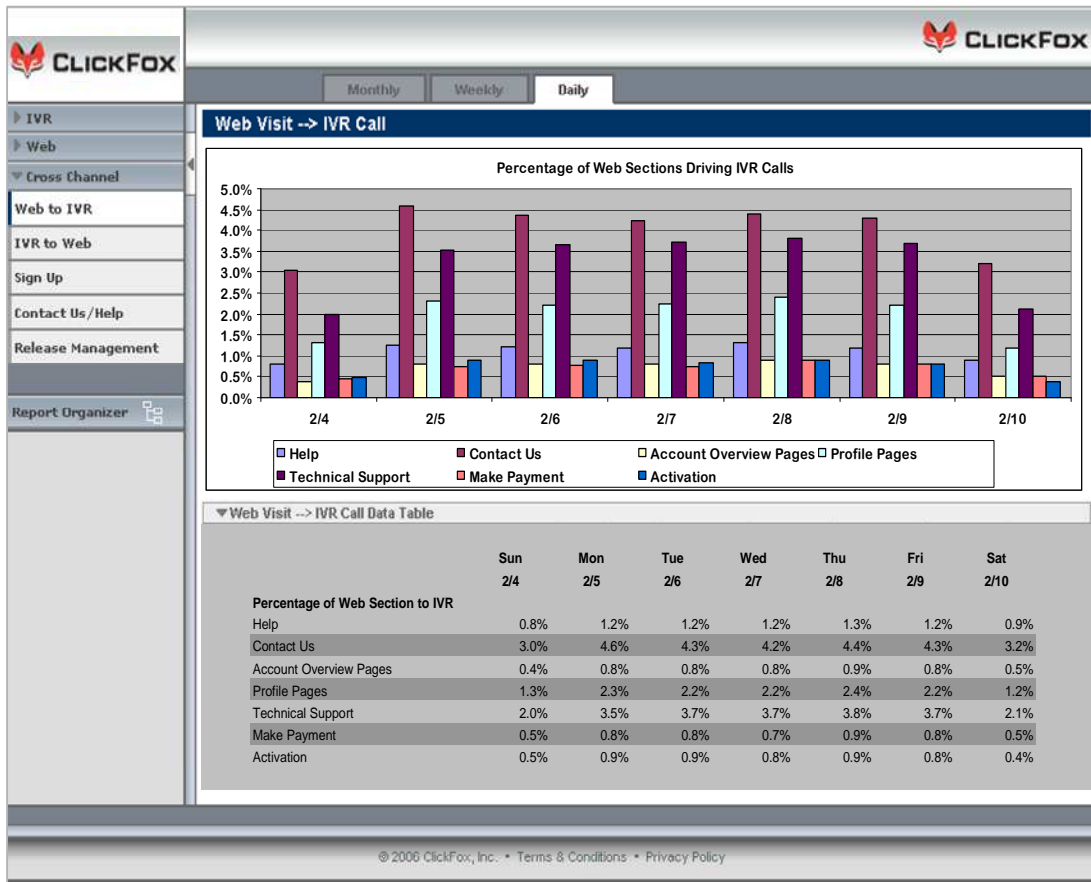 CLICKFOX
CLICKFOX
Monthly Weekly Daily
IVR
Web
Cross Channel
Web to IVR
IVR to Web
Sign Up
Contact Us/Help
Release Management
Report Organizer
Web Visit --> IVR Call
Percentage of Web Sections Driving IVR Calls
5.0%
4.5%
4.0%
3.5%
3.0%
2.5%
2.0%
1.5%
1.0%
0.5%
0.0%
2/4 2/5 2/6 2/7 2/8 2/9 2/10
Help Contact Us Account Overview Pages Profile Pages
Technical Support Make Payment Activation
Web Visit --> IVR Call Data Table
Sun Mon Tue Wed Thu Fri Sat
2/4 2/5 2/6 2/7 2/8 2/9 2/10
Percentage of Web Section to IVR
Help 0.8% 1.2% 1.2% 1.2% 1.3% 1.2% 0.9%
Contact Us 3.0% 4.6% 4.3% 4.2% 4.4% 4.3% 3.2%
Account Overview Pages 0.4% 0.8% 0.8% 0.8% 0.9% 0.8% 0.5%
Profile Pages 1.3% 2.3% 2.2% 2.2% 2.4% 2.2% 1.2%
Technical Support 2.0% 3.5% 3.7% 3.7% 3.8% 3.7% 2.1%
Make Payment 0.5% 0.8% 0.8% 0.7% 0.9% 0.8% 0.5%
Activation 0.5% 0.9% 0.9% 0.8% 0.9% 0.8% 0.4%
© 2006 ClickFox, Inc. • Terms & Conditions • Privacy Policy